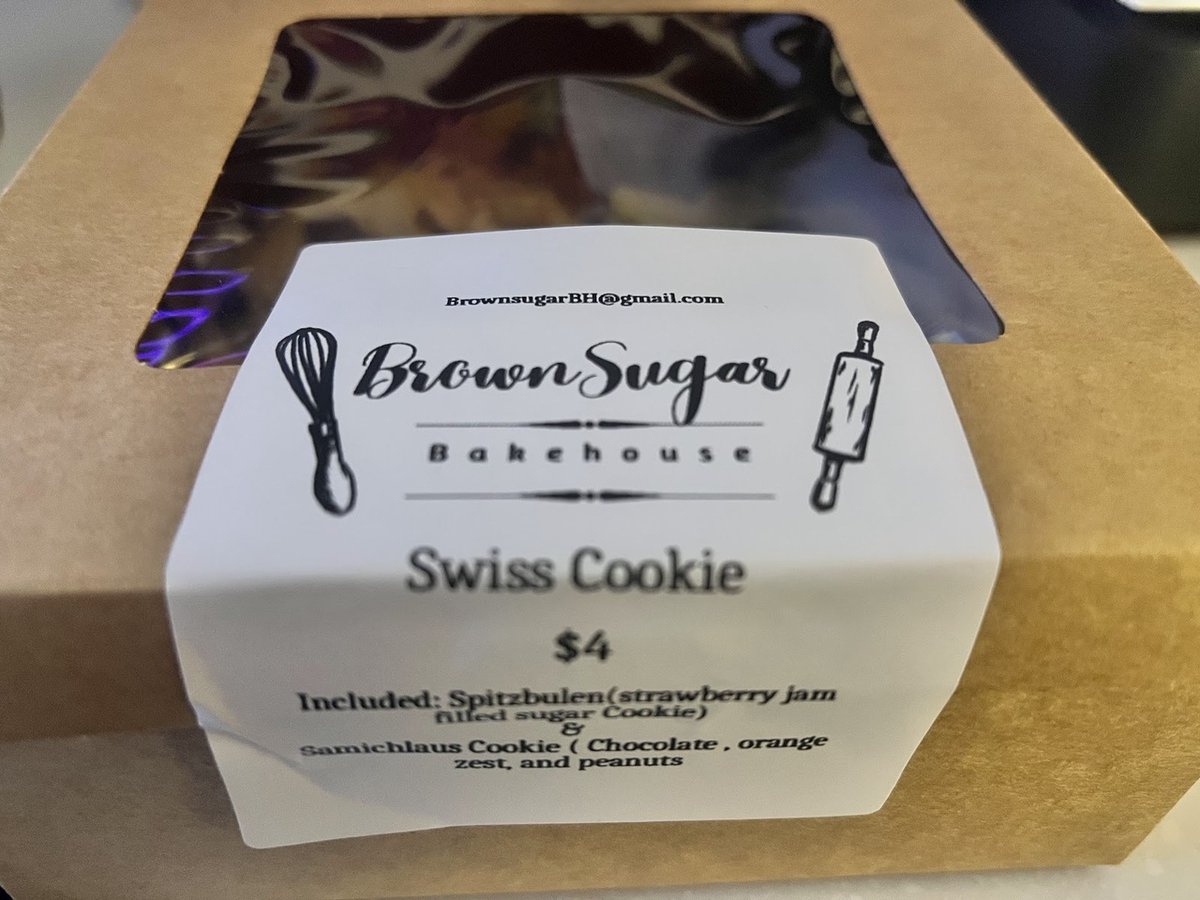 BrownsugarBH@gmail.com
Brown Sugar
Bakehouse
Swiss Cookie
$4
Included: Spitzbulen(strawberry jam
filled sugar Cookie)
&
Samichlaus Cookie ( Chocolate , orange
zest, and peanuts